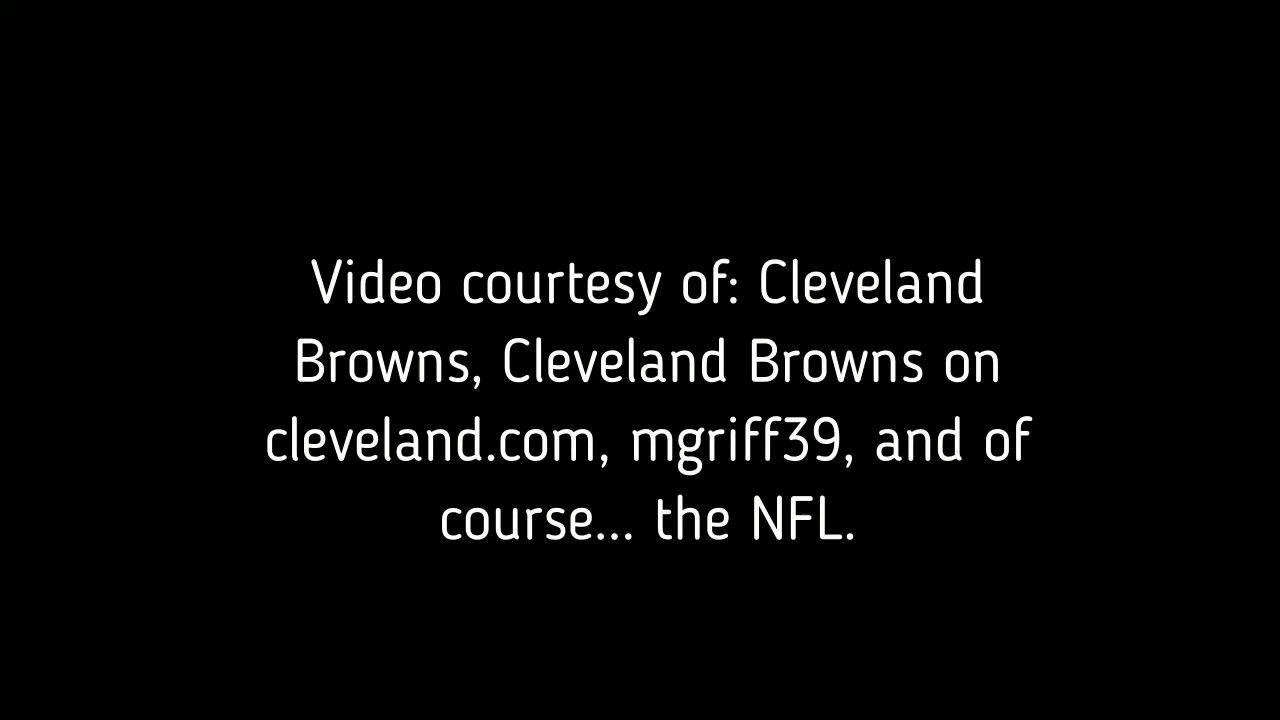 Video courtesy of: Cleveland
Browns, Cleveland Browns on
cleveland.com, mgriff39, and of
course... the NFL.